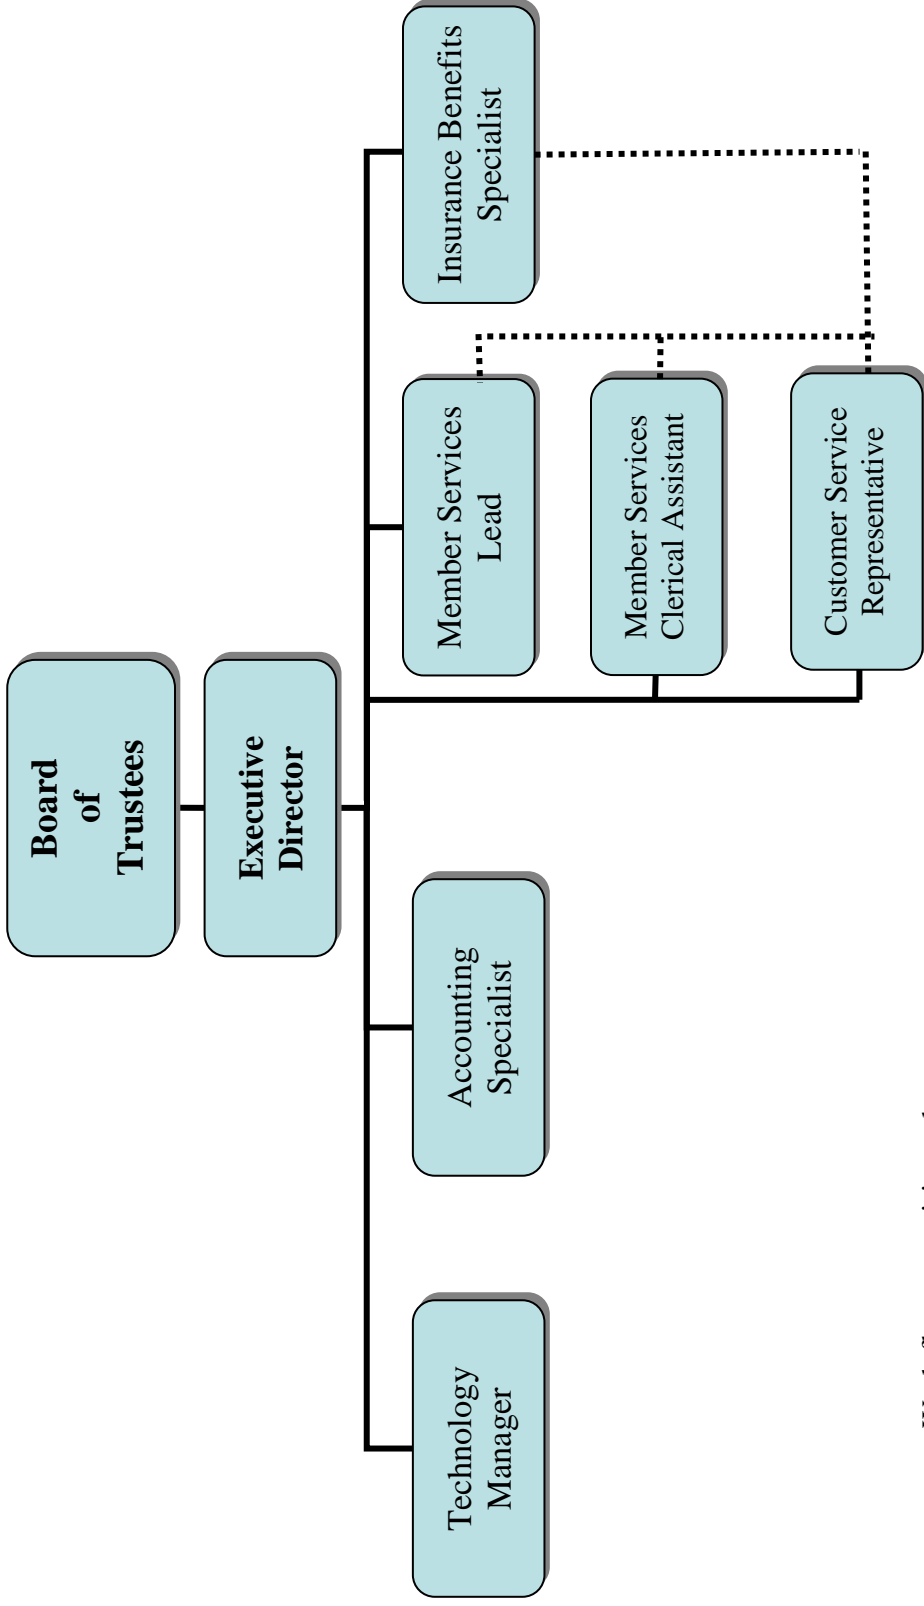 Board
of
Trustees
Executive
Director
Technology
Manager
Accounting
Specialist
Member Services
Lead
Insurance Benefits
Specialist
Member Services
Clerical Assistant
Customer Service
Representative